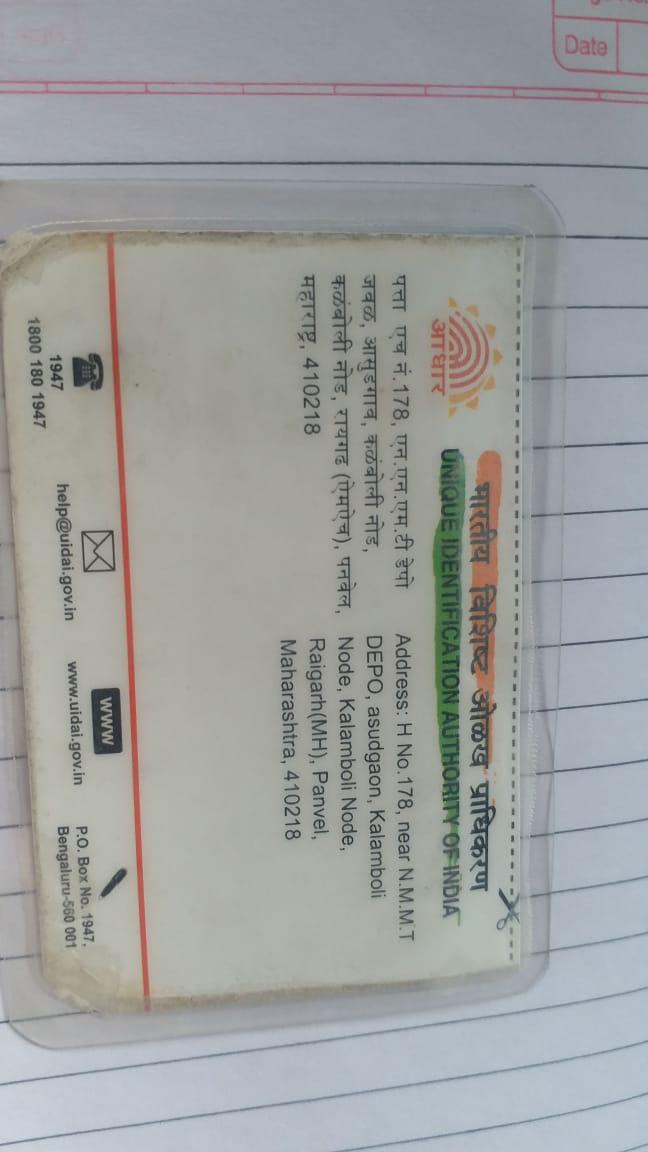 Date
भारतीय विशिष्ट ओळख प्राधिकरण
UNIQUE IDENTIFICATION AUTHORITY OF INDIA
आधार
पत्ता एच नं.178, एन.एन.एम.टी डेपो
जवळ, आसुडगाव, कळंबोली नोड,
कळंबोली नोड, रायगढ (ऐमऐच), पनवेल,
महाराष्ट्र, 410218
Address: H No.178, near N.M.M.T
DEPO, asudgaon, Kalamboli
Node, Kalamboli Node,
Raigarh(MH), Panvel,
Maharashtra, 410218
1947
1800 180 1947
help@uidai.gov.in
www
www.uidai.gov.in
P.O. Box No. 1947,
Bengaluru-560 001